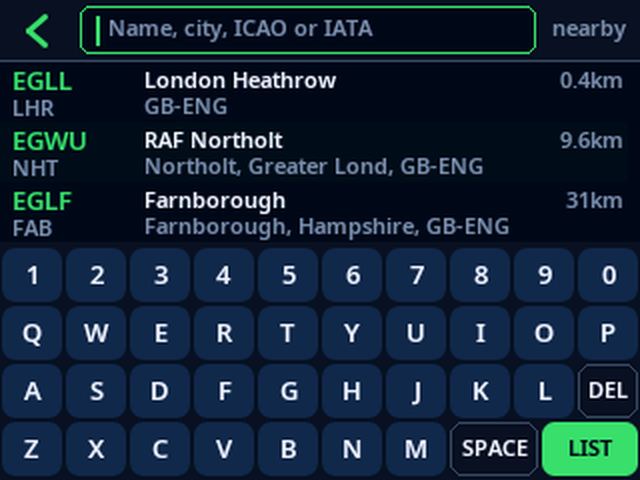 Name, city, ICAO or IATA nearby
EGLL London Heathrow 0.4km
LHR GB-ENG
EGWU RAF Northolt 9.6km
NHT Northolt, Greater Lond, GB-ENG
EGLF Farnborough 31km
FAB Farnborough, Hampshire, GB-ENG
1 2 3 4 5 6 7 8 9 0
Q W E R T Y U I O P
A S D F G H J K L DEL
Z X C V B N M SPACE LIST